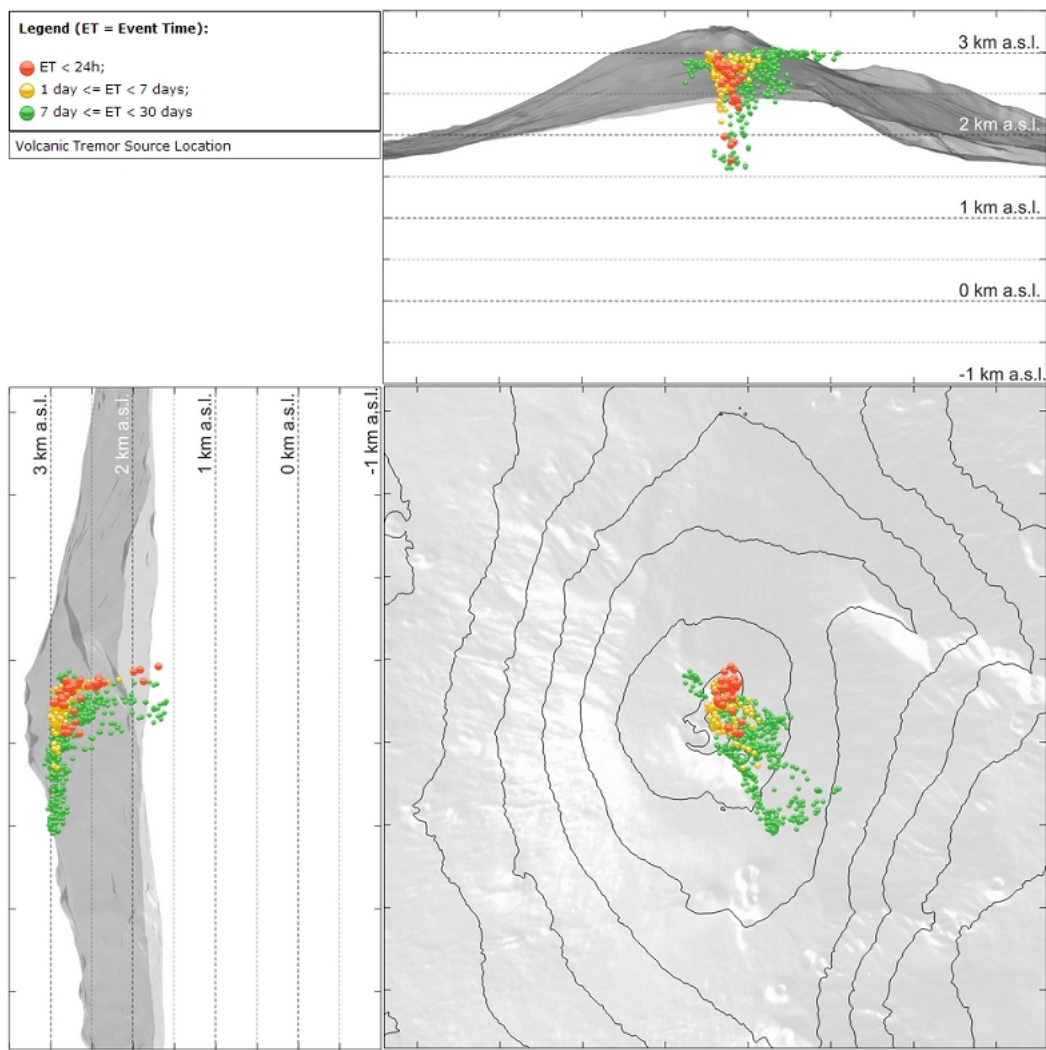 Legend (ET = Event Time):
ET < 24h;
1 day <= ET < 7 days;
7 day <= ET < 30 days
Volcanic Tremor Source Location
3 km a.s.l.
2 km a.s.l.
1 km a.s.l.
0 km a.s.l.
-1 km a.s.l.
3 km a.s.l.
2 km a.s.l.
1 km a.s.l.
0 km a.s.l.
-1 km a.s.l.